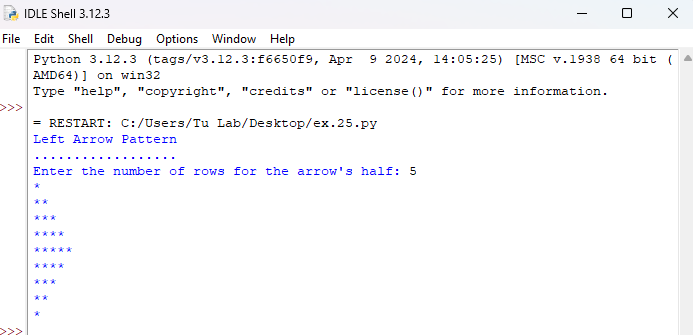 IDLE Shell 3.12.3
File Edit Shell Debug Options Window Help
Python 3.12.3 (tags/v3.12.3:f6650f9, Apr  9 2024, 14:05:25) [MSC v.1938 64 bit (
AMD64)] on win32
Type "help", "copyright", "credits" or "license()" for more information.
>>>
= RESTART: C:/Users/Tu Lab/Desktop/ex.25.py
Left Arrow Pattern
..................
Enter the number of rows for the arrow's half: 5
*
**
***
****
*****
****
***
**
*
>>>